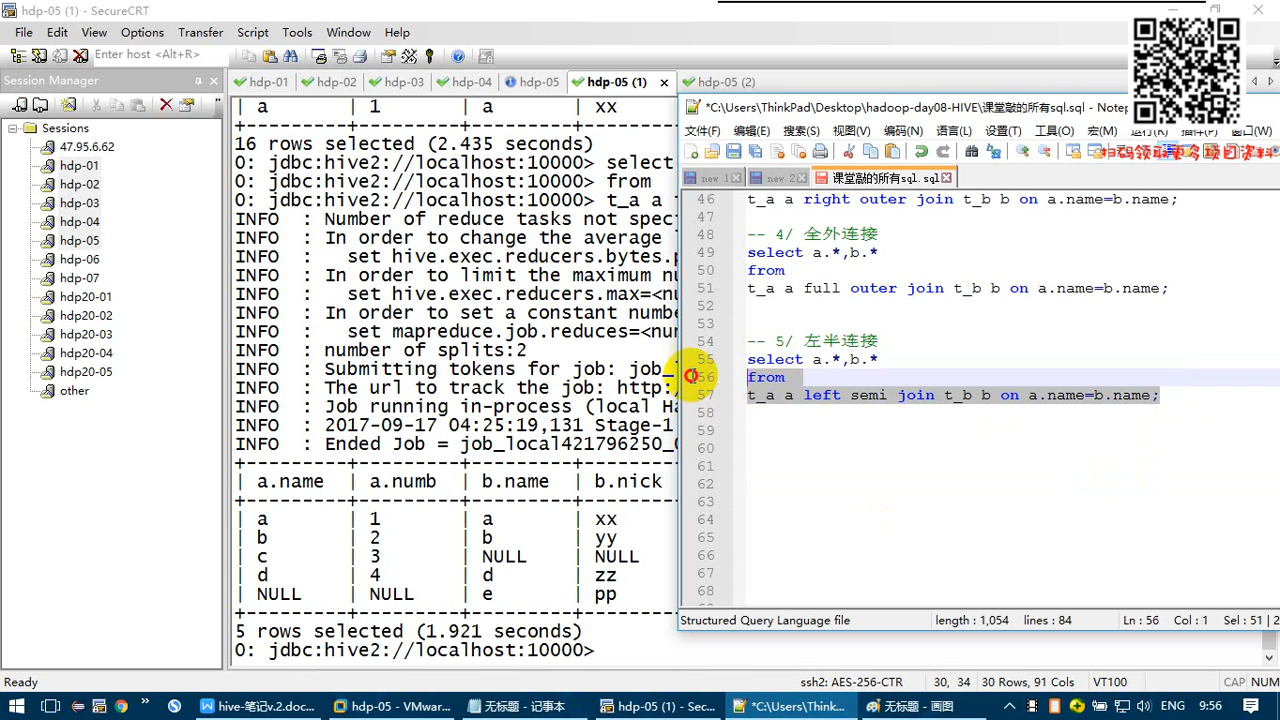 hdp-05 (1) - SecureCRT
File Edit View Options Transfer Script Tools Window Help
Enter host <Alt+R>
Session Manager
Sessions
47.95.6.62
hdp-01
hdp-02
hdp-03
hdp-04
hdp-05
hdp-06
hdp-07
hdp20-01
hdp20-02
hdp20-03
hdp20-04
hdp20-05
other
hdp-01 hdp-02 hdp-03 hdp-04 hdp-05 hdp-05 (1) hdp-05 (2)
| a | 1 | a | xx
16 rows selected (2.435 seconds)
0: jdbc:hive2://localhost:10000> select
0: jdbc:hive2://localhost:10000> from
0: jdbc:hive2://localhost:10000> t_a a
INFO : Number of reduce tasks not spec
INFO : In order to change the average
INFO : set hive.exec.reducers.bytes.
INFO : In order to limit the maximum nu
INFO : set hive.exec.reducers.max=<nu
INFO : In order to set a constant numb
INFO : set mapreduce.job.reduces=<nu
INFO : number of splits:2
INFO : Submitting tokens for job: job_
INFO : The url to track the job: http:
INFO : Job running in-process (local Ha
INFO : 2017-09-17 04:25:19,131 Stage-1
INFO : Ended Job = job_local421796250_
| a.name | a.numb | b.name | b.nick
| a | 1 | a | xx
| b | 2 | b | yy
| c | 3 | NULL | NULL
| d | 4 | d | zz
| NULL | NULL | e | pp
5 rows selected (1.921 seconds)
0: jdbc:hive2://localhost:10000>
*C:\Users\ThinkPad\Desktop\hadoop-day08-HIVE\课堂敲的所有sql.sql - Note
文件(F) 编辑(E) 搜索(S) 视图(V) 编码(N) 语言(L) 设置(T) 工具(O) 宏(M) 运行(R) 插件(P) 窗口(W)
扫码领取更多项目资料
new 1 new 2 课堂敲的所有sql.sql
46 t_a a right outer join t_b b on a.name=b.name;
47
48 -- 4/ 全外连接
49 select a.*,b.*
50 from
51 t_a a full outer join t_b b on a.name=b.name;
52
53
54 -- 5/ 左半连接
55 select a.*,b.*
56 from
57 t_a a left semi join t_b b on a.name=b.name;
58
59
60
61
62
63
64
65
66
67
68
Structured Query Language file length : 1,054 lines : 84 Ln : 56 Col : 1 Sel : 51 | 2
Ready ssh2: AES-256-CTR 30, 34 30 Rows, 91 Cols VT100 CAP NUM
hive-笔记v.2.doc... hdp-05 - VMwar... 无标题 - 记事本 hdp-05 (1) - Se... *C:\Users\Think... 无标题 - 画图 ENG 9:56